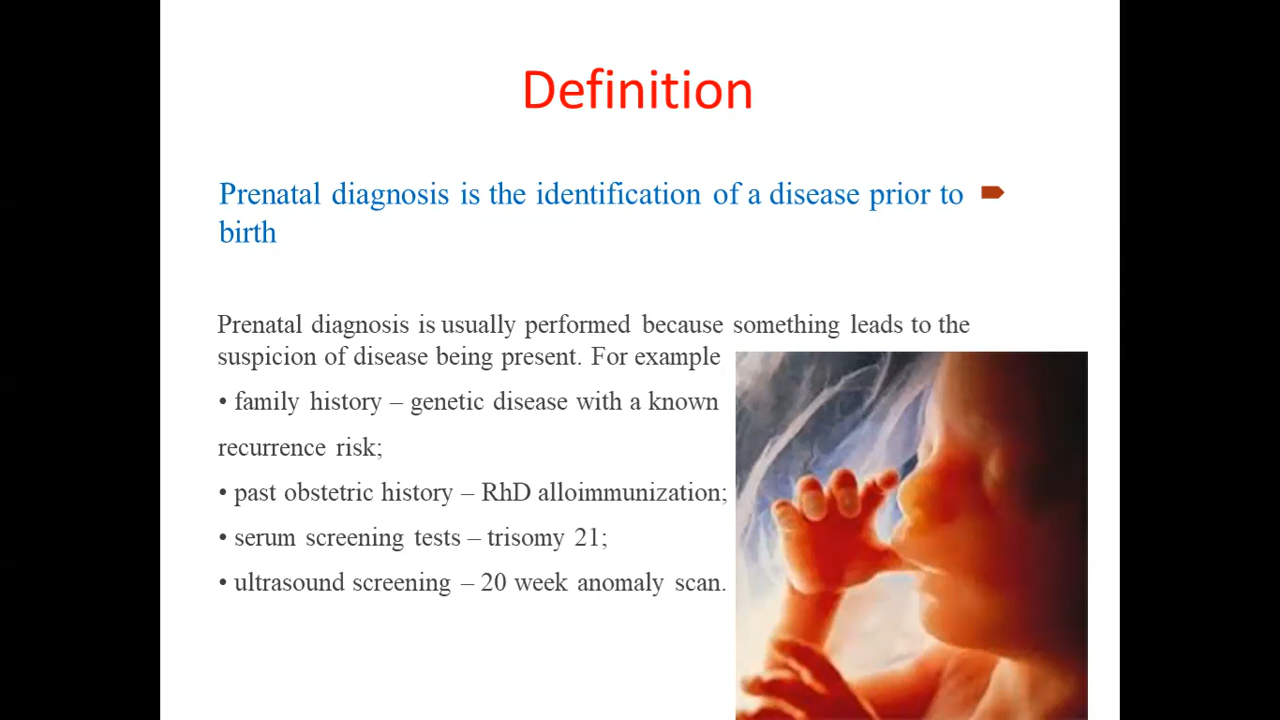 Definition
Prenatal diagnosis is the identification of a disease prior to
birth
Prenatal diagnosis is usually performed because something leads to the
suspicion of disease being present. For example
• family history – genetic disease with a known
recurrence risk;
• past obstetric history – RhD alloimmunization;
• serum screening tests – trisomy 21;
• ultrasound screening – 20 week anomaly scan.